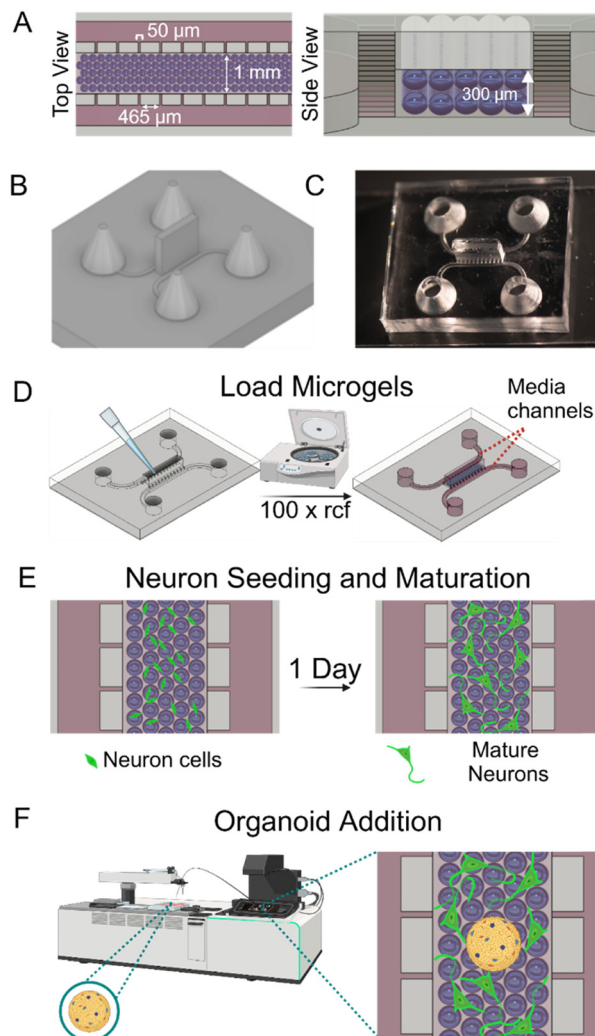 A
Top View
50 µm
1 mm
465 µm
Side View
300 µm
B
C
D
Load Microgels
Media
channels
100 x rcf
E
Neuron Seeding and Maturation
1 Day
Neuron cells
Mature
Neurons
F
Organoid Addition